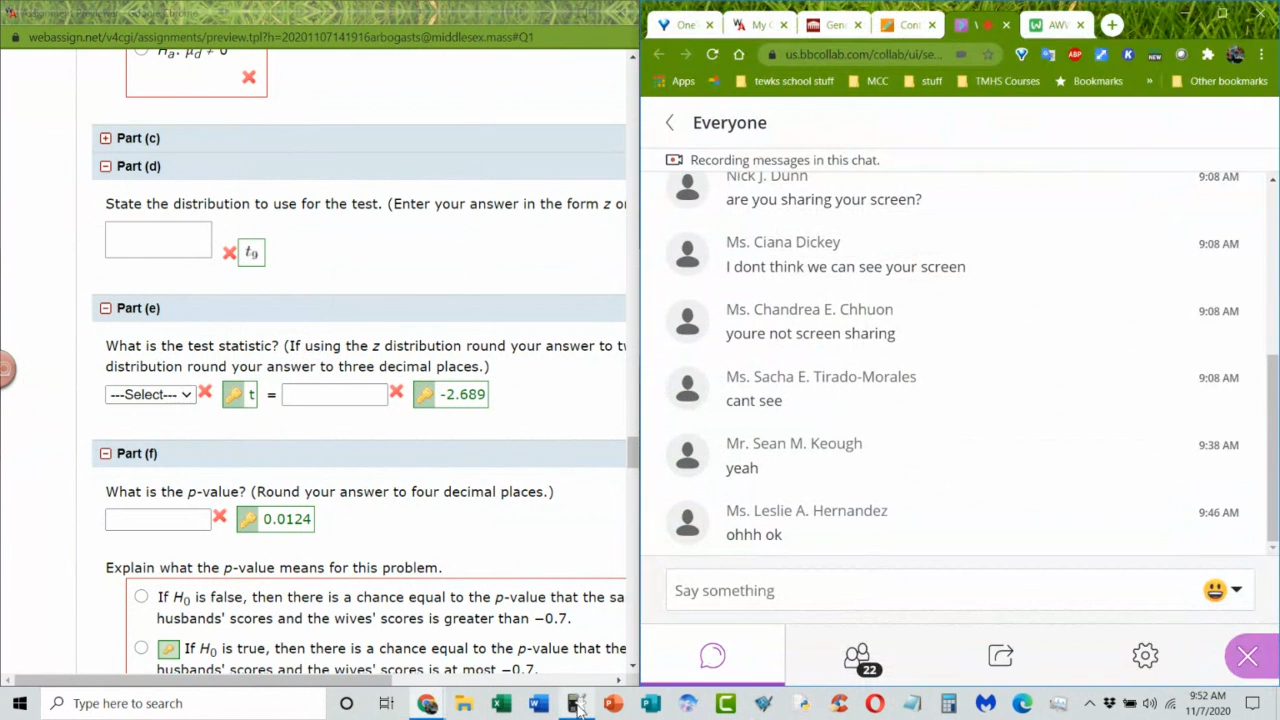 Assignment Previewer - Google Chrome
webassign.net/v4cgi/assignments/preview.tpl?h=20201107141916arbogasts@middlesex.mass#Q1
Part (c)
Part (d)
State the distribution to use for the test. (Enter your answer in the form z or
t9
Part (e)
What is the test statistic? (If using the z distribution round your answer to
distribution round your answer to three decimal places.)
---Select--- t = -2.689
Part (f)
What is the p-value? (Round your answer to four decimal places.)
0.0124
Explain what the p-value means for this problem.
If H0 is false, then there is a chance equal to the p-value that the sa
husbands' scores and the wives' scores is greater than −0.7.
If H0 is true, then there is a chance equal to the p-value that the
husbands' scores and the wives' scores is at most −0.7.
One My C Gene Cont AWV
us.bbcollab.com/collab/ui/se...
Apps tewks school stuff MCC stuff TMHS Courses Bookmarks » Other bookmarks
Everyone
Recording messages in this chat.
Nick J. Dunn 9:08 AM
are you sharing your screen?
Ms. Ciana Dickey 9:08 AM
I dont think we can see your screen
Ms. Chandrea E. Chhuon 9:08 AM
youre not screen sharing
Ms. Sacha E. Tirado-Morales 9:08 AM
cant see
Mr. Sean M. Keough 9:38 AM
yeah
Ms. Leslie A. Hernandez 9:46 AM
ohhh ok
Say something
22
Type here to search
9:52 AM
11/7/2020